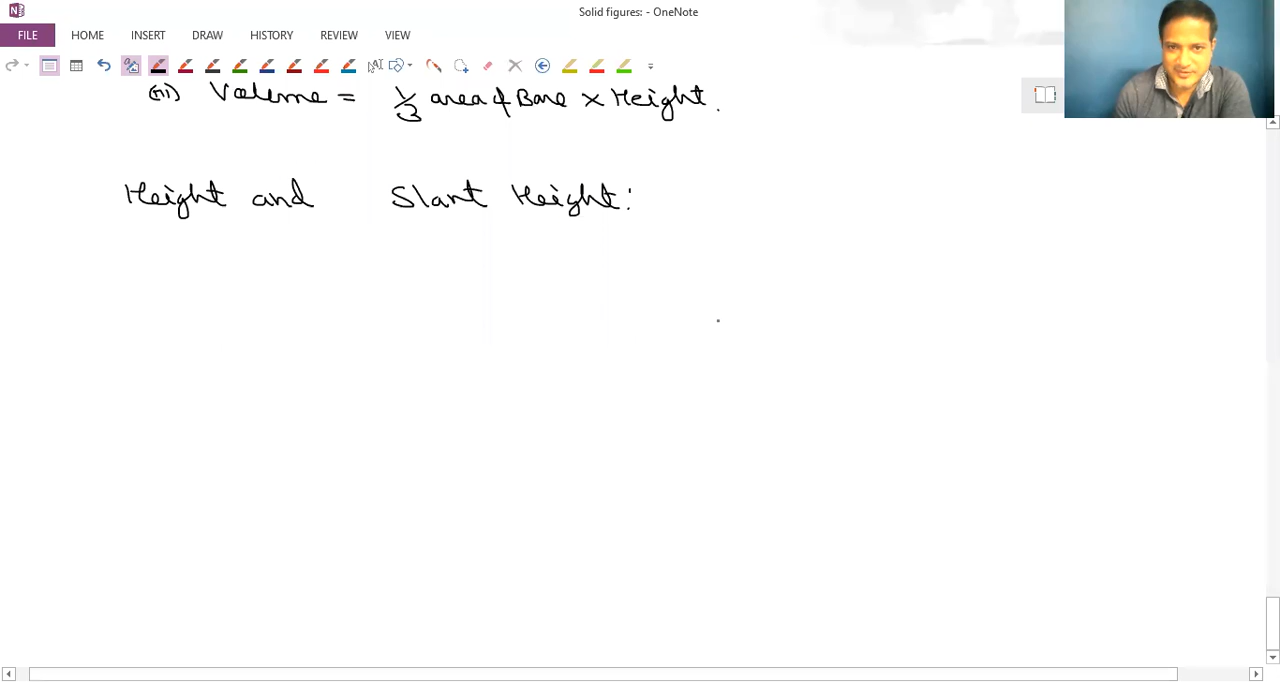 Solid figures: - OneNote
FILE HOME INSERT DRAW HISTORY REVIEW VIEW
(iii) Volume = 1/3 area of Base × Height.
Height and Slant Height: